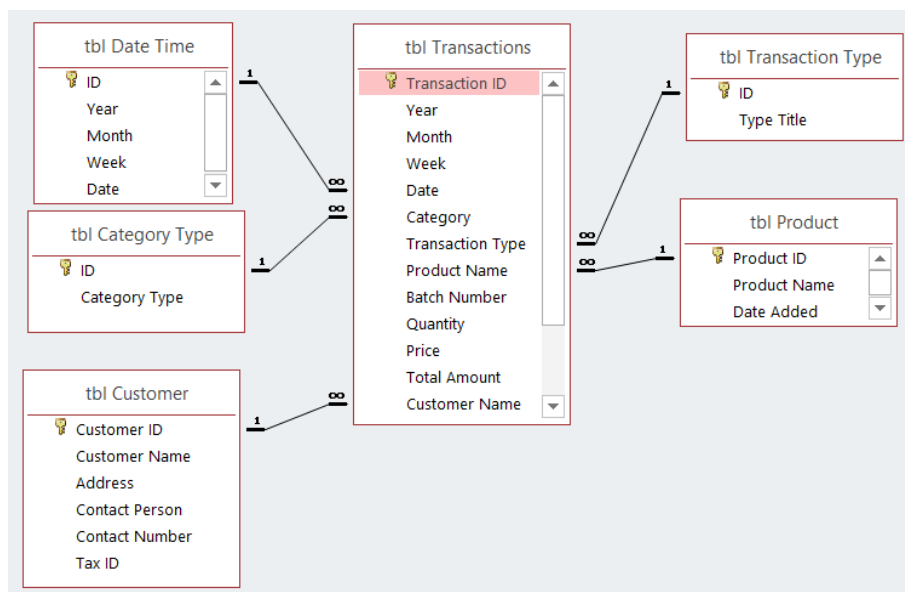 tbl Date Time
ID
Year
Month
Week
Date
tbl Category Type
ID
Category Type
tbl Customer
Customer ID
Customer Name
Address
Contact Person
Contact Number
Tax ID
tbl Transactions
Transaction ID
Year
Month
Week
Date
Category
Transaction Type
Product Name
Batch Number
Quantity
Price
Total Amount
Customer Name
tbl Transaction Type
ID
Type Title
tbl Product
Product ID
Product Name
Date Added
1
∞
∞
1
1
∞
1
∞
∞
1